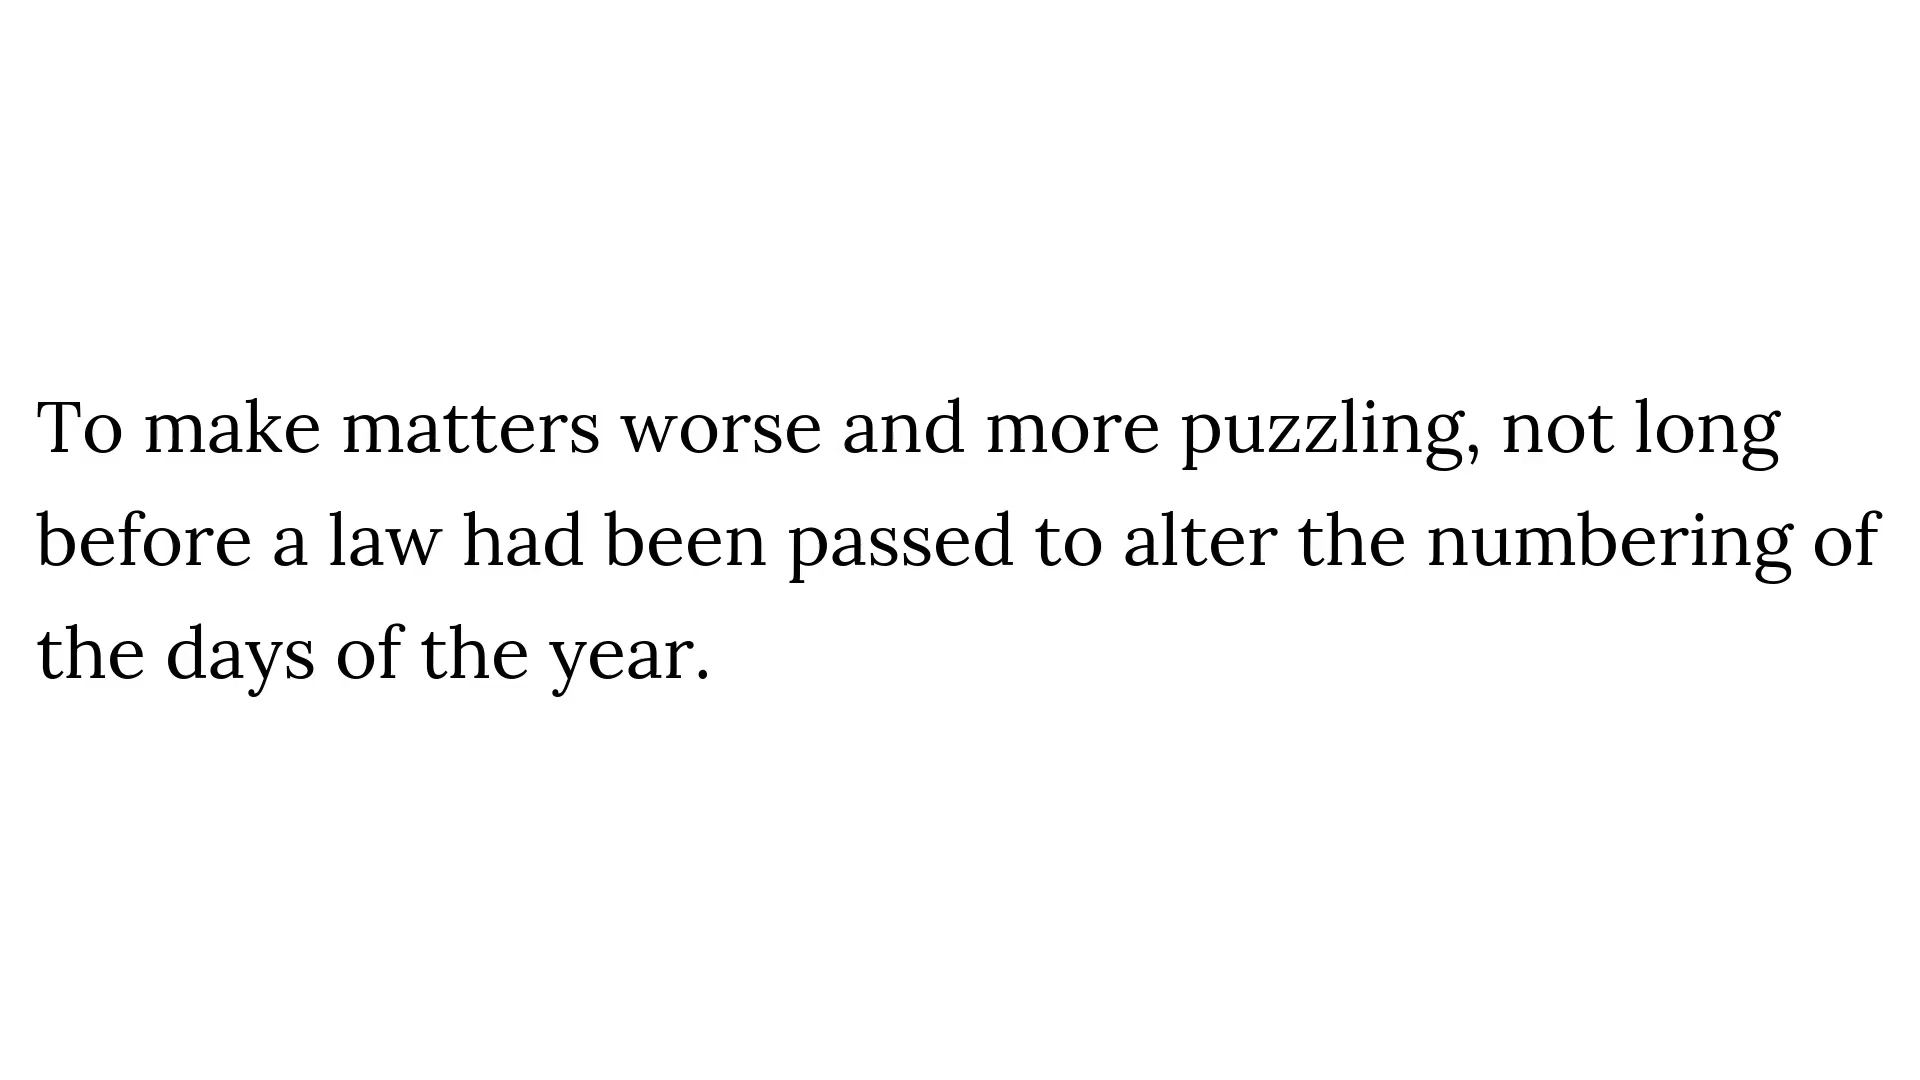 To make matters worse and more puzzling, not long
before a law had been passed to alter the numbering of
the days of the year.